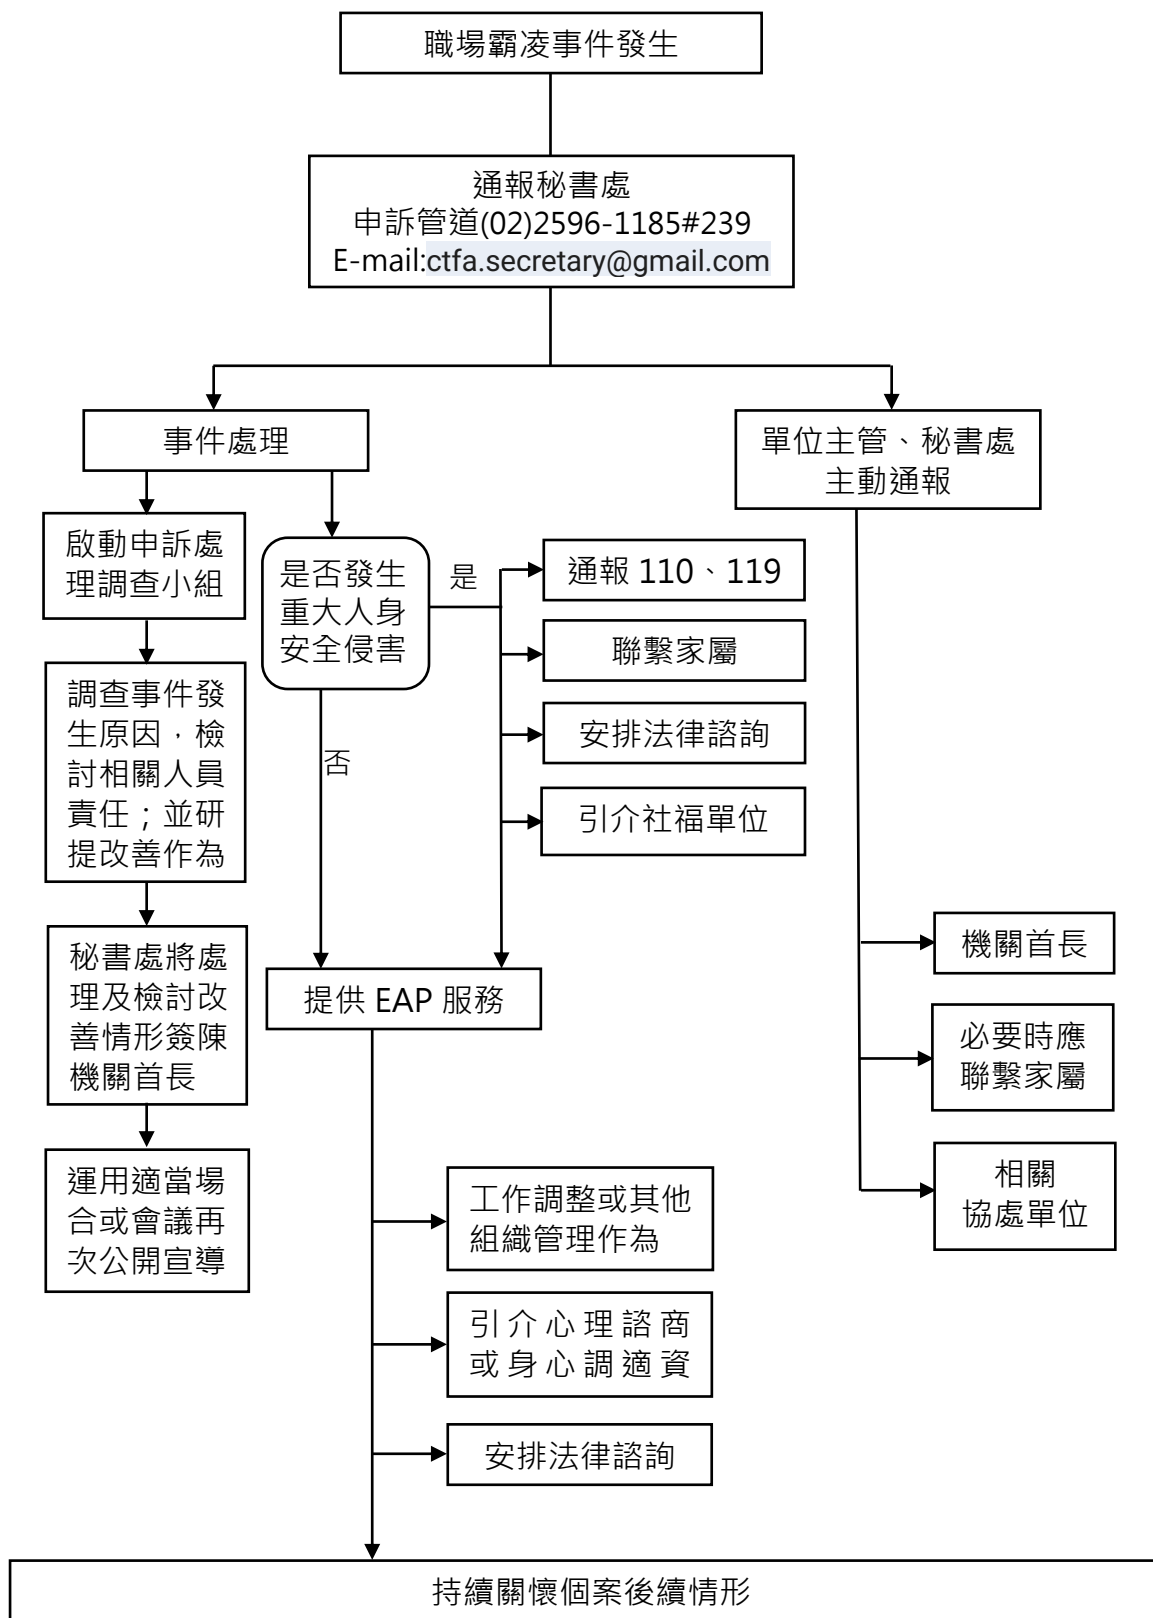 職場霸凌事件發生
通報秘書處
申訴管道(02)2596-1185#239
E-mail:ctfa.secretary@gmail.com
事件處理
單位主管、秘書處
主動通報
啟動申訴處
理調查小組
是否發生
重大人身
安全侵害
是
否
通報 110、119
聯繫家屬
安排法律諮詢
引介社福單位
調查事件發
生原因，檢
討相關人員
責任；並研
提改善作為
秘書處將處
理及檢討改
善情形簽陳
機關首長
運用適當場
合或會議再
次公開宣導
提供 EAP 服務
工作調整或其他
組織管理作為
引介心理諮商
或身心調適資
安排法律諮詢
機關首長
必要時應
聯繫家屬
相關
協處單位
持續關懷個案後續情形